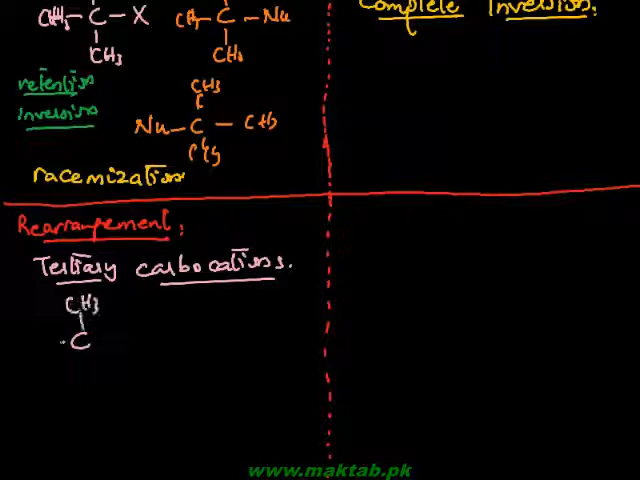 CH3 — C — X CH3 — C — Nu
CH3 CH3
Complete Inversion.
retention
inversion
CH3
Nu — C — CH3
CH3
racemization
Rearrangement:
Tertiary carbocations.
CH3
C
www.maktab.pk